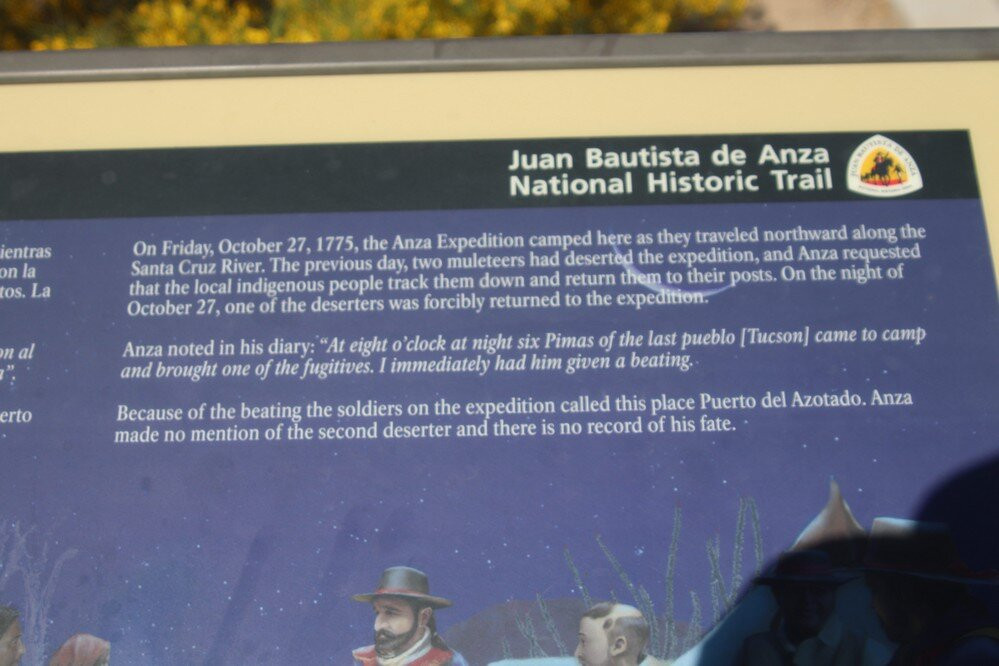 Juan Bautista de Anza
National Historic Trail
JUAN BAUTISTA DE ANZA
ientras
on la
tos. La
on al
a”.
erto
On Friday, October 27, 1775, the Anza Expedition camped here as they traveled northward along the
Santa Cruz River. The previous day, two muleteers had deserted the expedition, and Anza requested
that the local indigenous people track them down and return them to their posts. On the night of
October 27, one of the deserters was forcibly returned to the expedition.
Anza noted in his diary: “At eight o’clock at night six Pimas of the last pueblo [Tucson] came to camp
and brought one of the fugitives. I immediately had him given a beating.
Because of the beating the soldiers on the expedition called this place Puerto del Azotado. Anza
made no mention of the second deserter and there is no record of his fate.